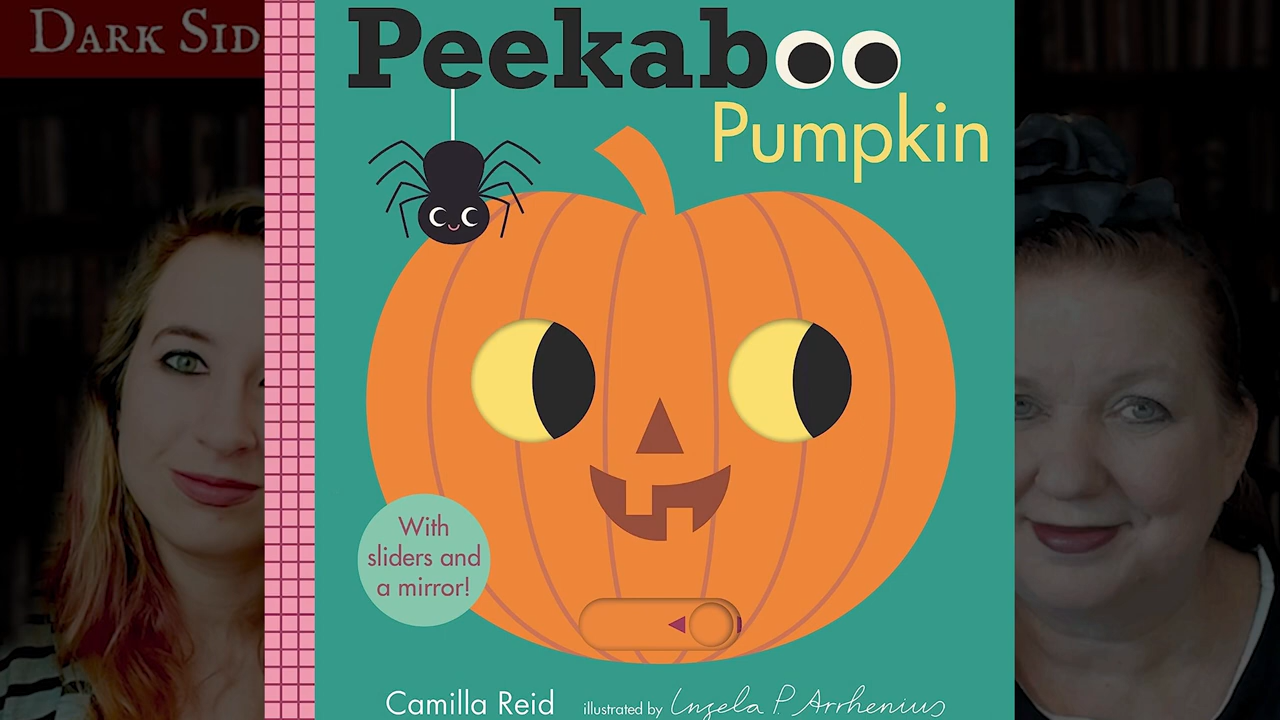 DARK SID
Peekaboo
Pumpkin
With
sliders and
a mirror!
Camilla Reid
illustrated by Ingela P. Arrhenius